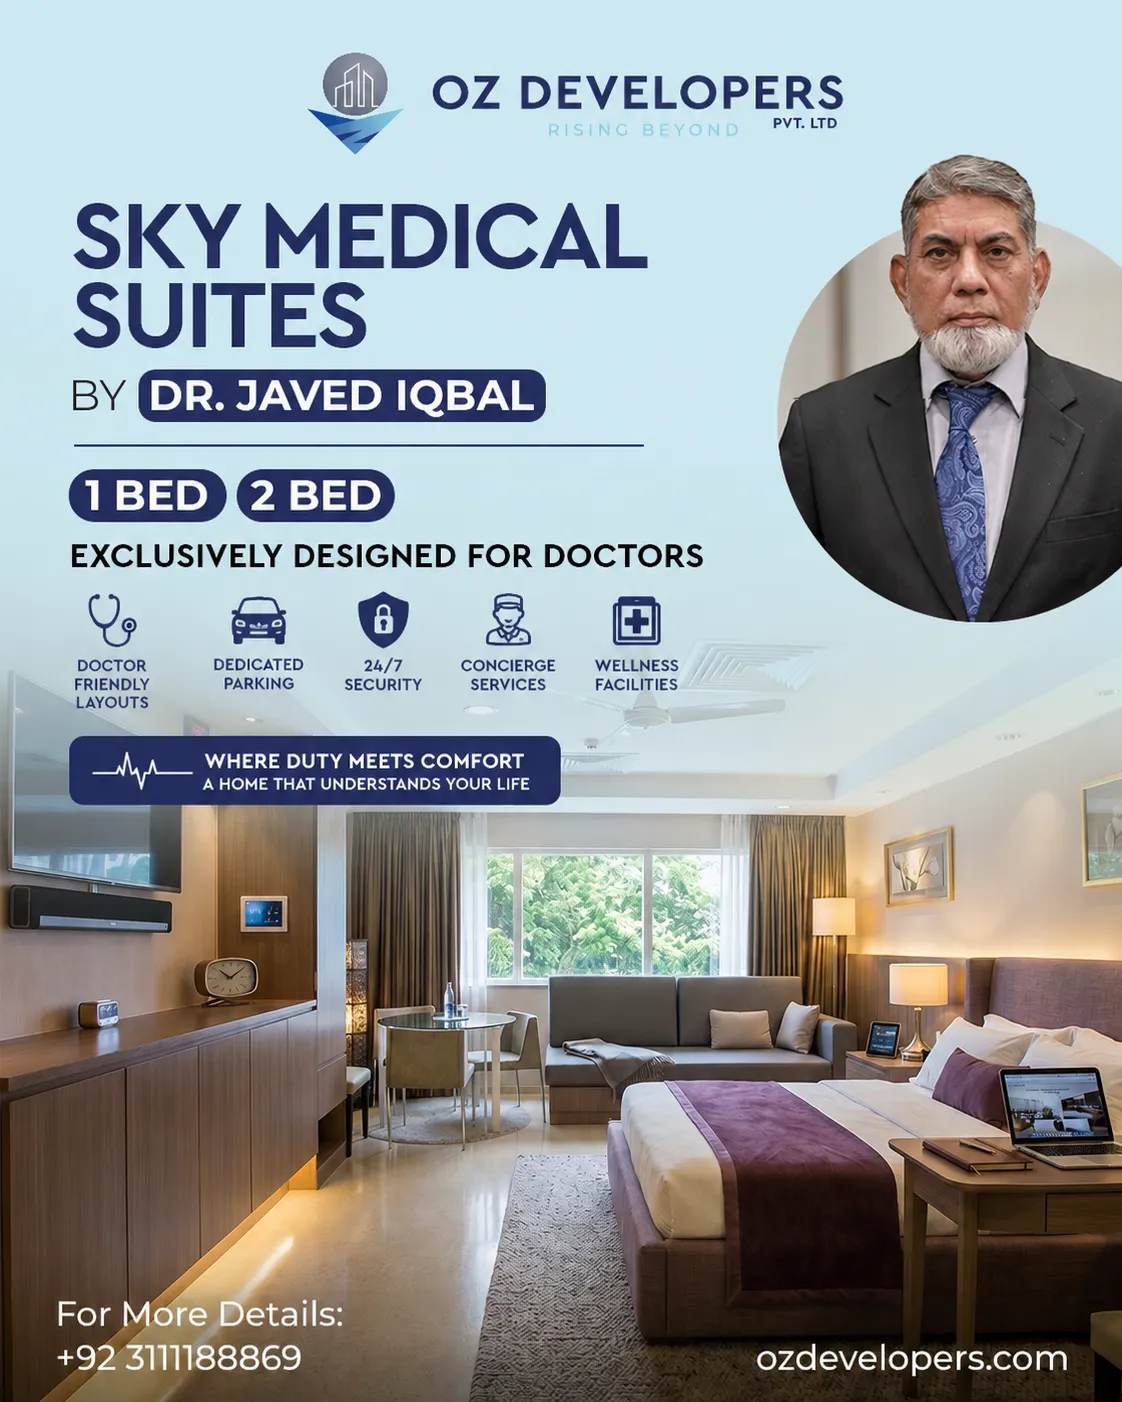 OZ DEVELOPERS
RISING BEYOND PVT. LTD
SKY MEDICAL
SUITES
BY DR. JAVED IQBAL
1 BED 2 BED
EXCLUSIVELY DESIGNED FOR DOCTORS
DOCTOR
FRIENDLY
LAYOUTS
DEDICATED
PARKING
24/7
SECURITY
CONCIERGE
SERVICES
WELLNESS
FACILITIES
WHERE DUTY MEETS COMFORT
A HOME THAT UNDERSTANDS YOUR LIFE
For More Details:
+92 3111188869
ozdevelopers.com